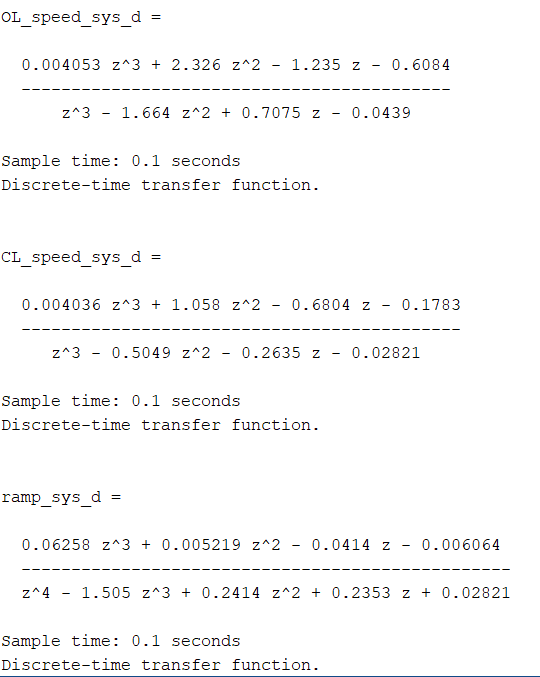 OL_speed_sys_d =
0.004053 z^3 + 2.326 z^2 - 1.235 z - 0.6084
-------------------------------------------
z^3 - 1.664 z^2 + 0.7075 z - 0.0439
Sample time: 0.1 seconds
Discrete-time transfer function.
CL_speed_sys_d =
0.004036 z^3 + 1.058 z^2 - 0.6804 z - 0.1783
--------------------------------------------
z^3 - 0.5049 z^2 - 0.2635 z - 0.02821
Sample time: 0.1 seconds
Discrete-time transfer function.
ramp_sys_d =
0.06258 z^3 + 0.005219 z^2 - 0.0414 z - 0.006064
-------------------------------------------------
z^4 - 1.505 z^3 + 0.2414 z^2 + 0.2353 z + 0.02821
Sample time: 0.1 seconds
Discrete-time transfer function.